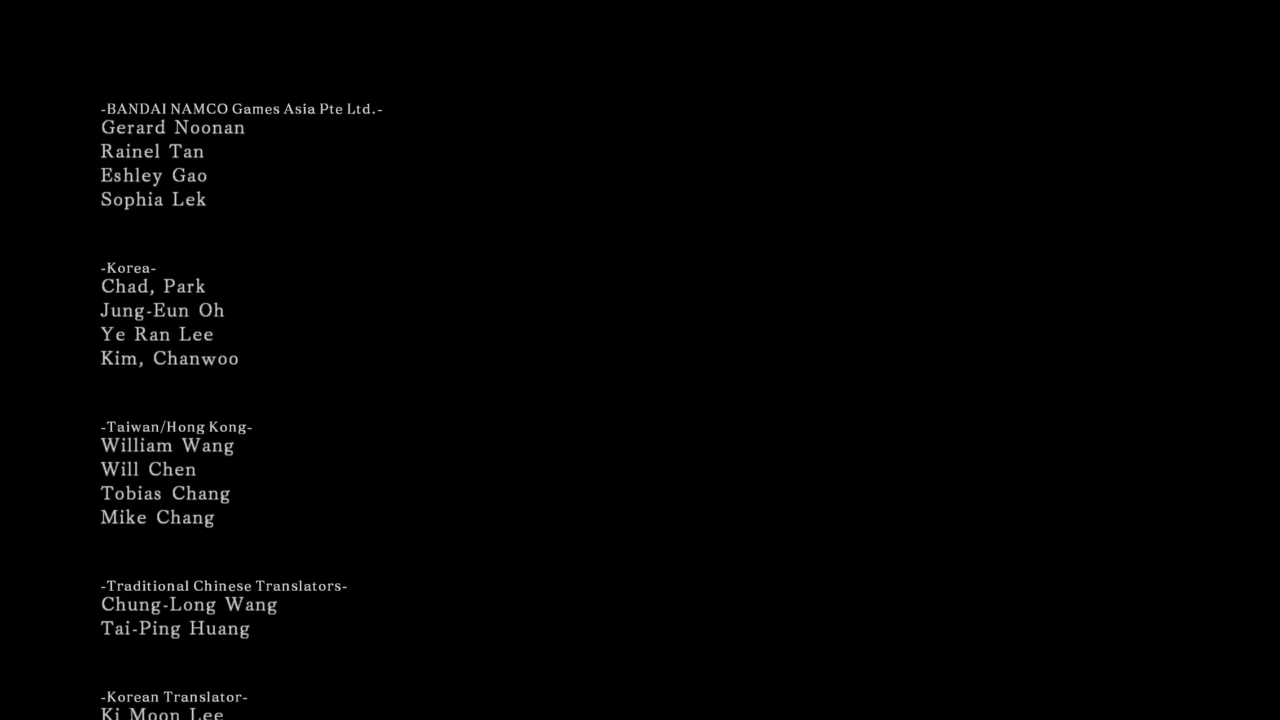 -BANDAI NAMCO Games Asia Pte Ltd.-
Gerard Noonan
Rainel Tan
Eshley Gao
Sophia Lek
-Korea-
Chad, Park
Jung-Eun Oh
Ye Ran Lee
Kim, Chanwoo
-Taiwan/Hong Kong-
William Wang
Will Chen
Tobias Chang
Mike Chang
-Traditional Chinese Translators-
Chung-Long Wang
Tai-Ping Huang
-Korean Translator-
Ki Moon Lee